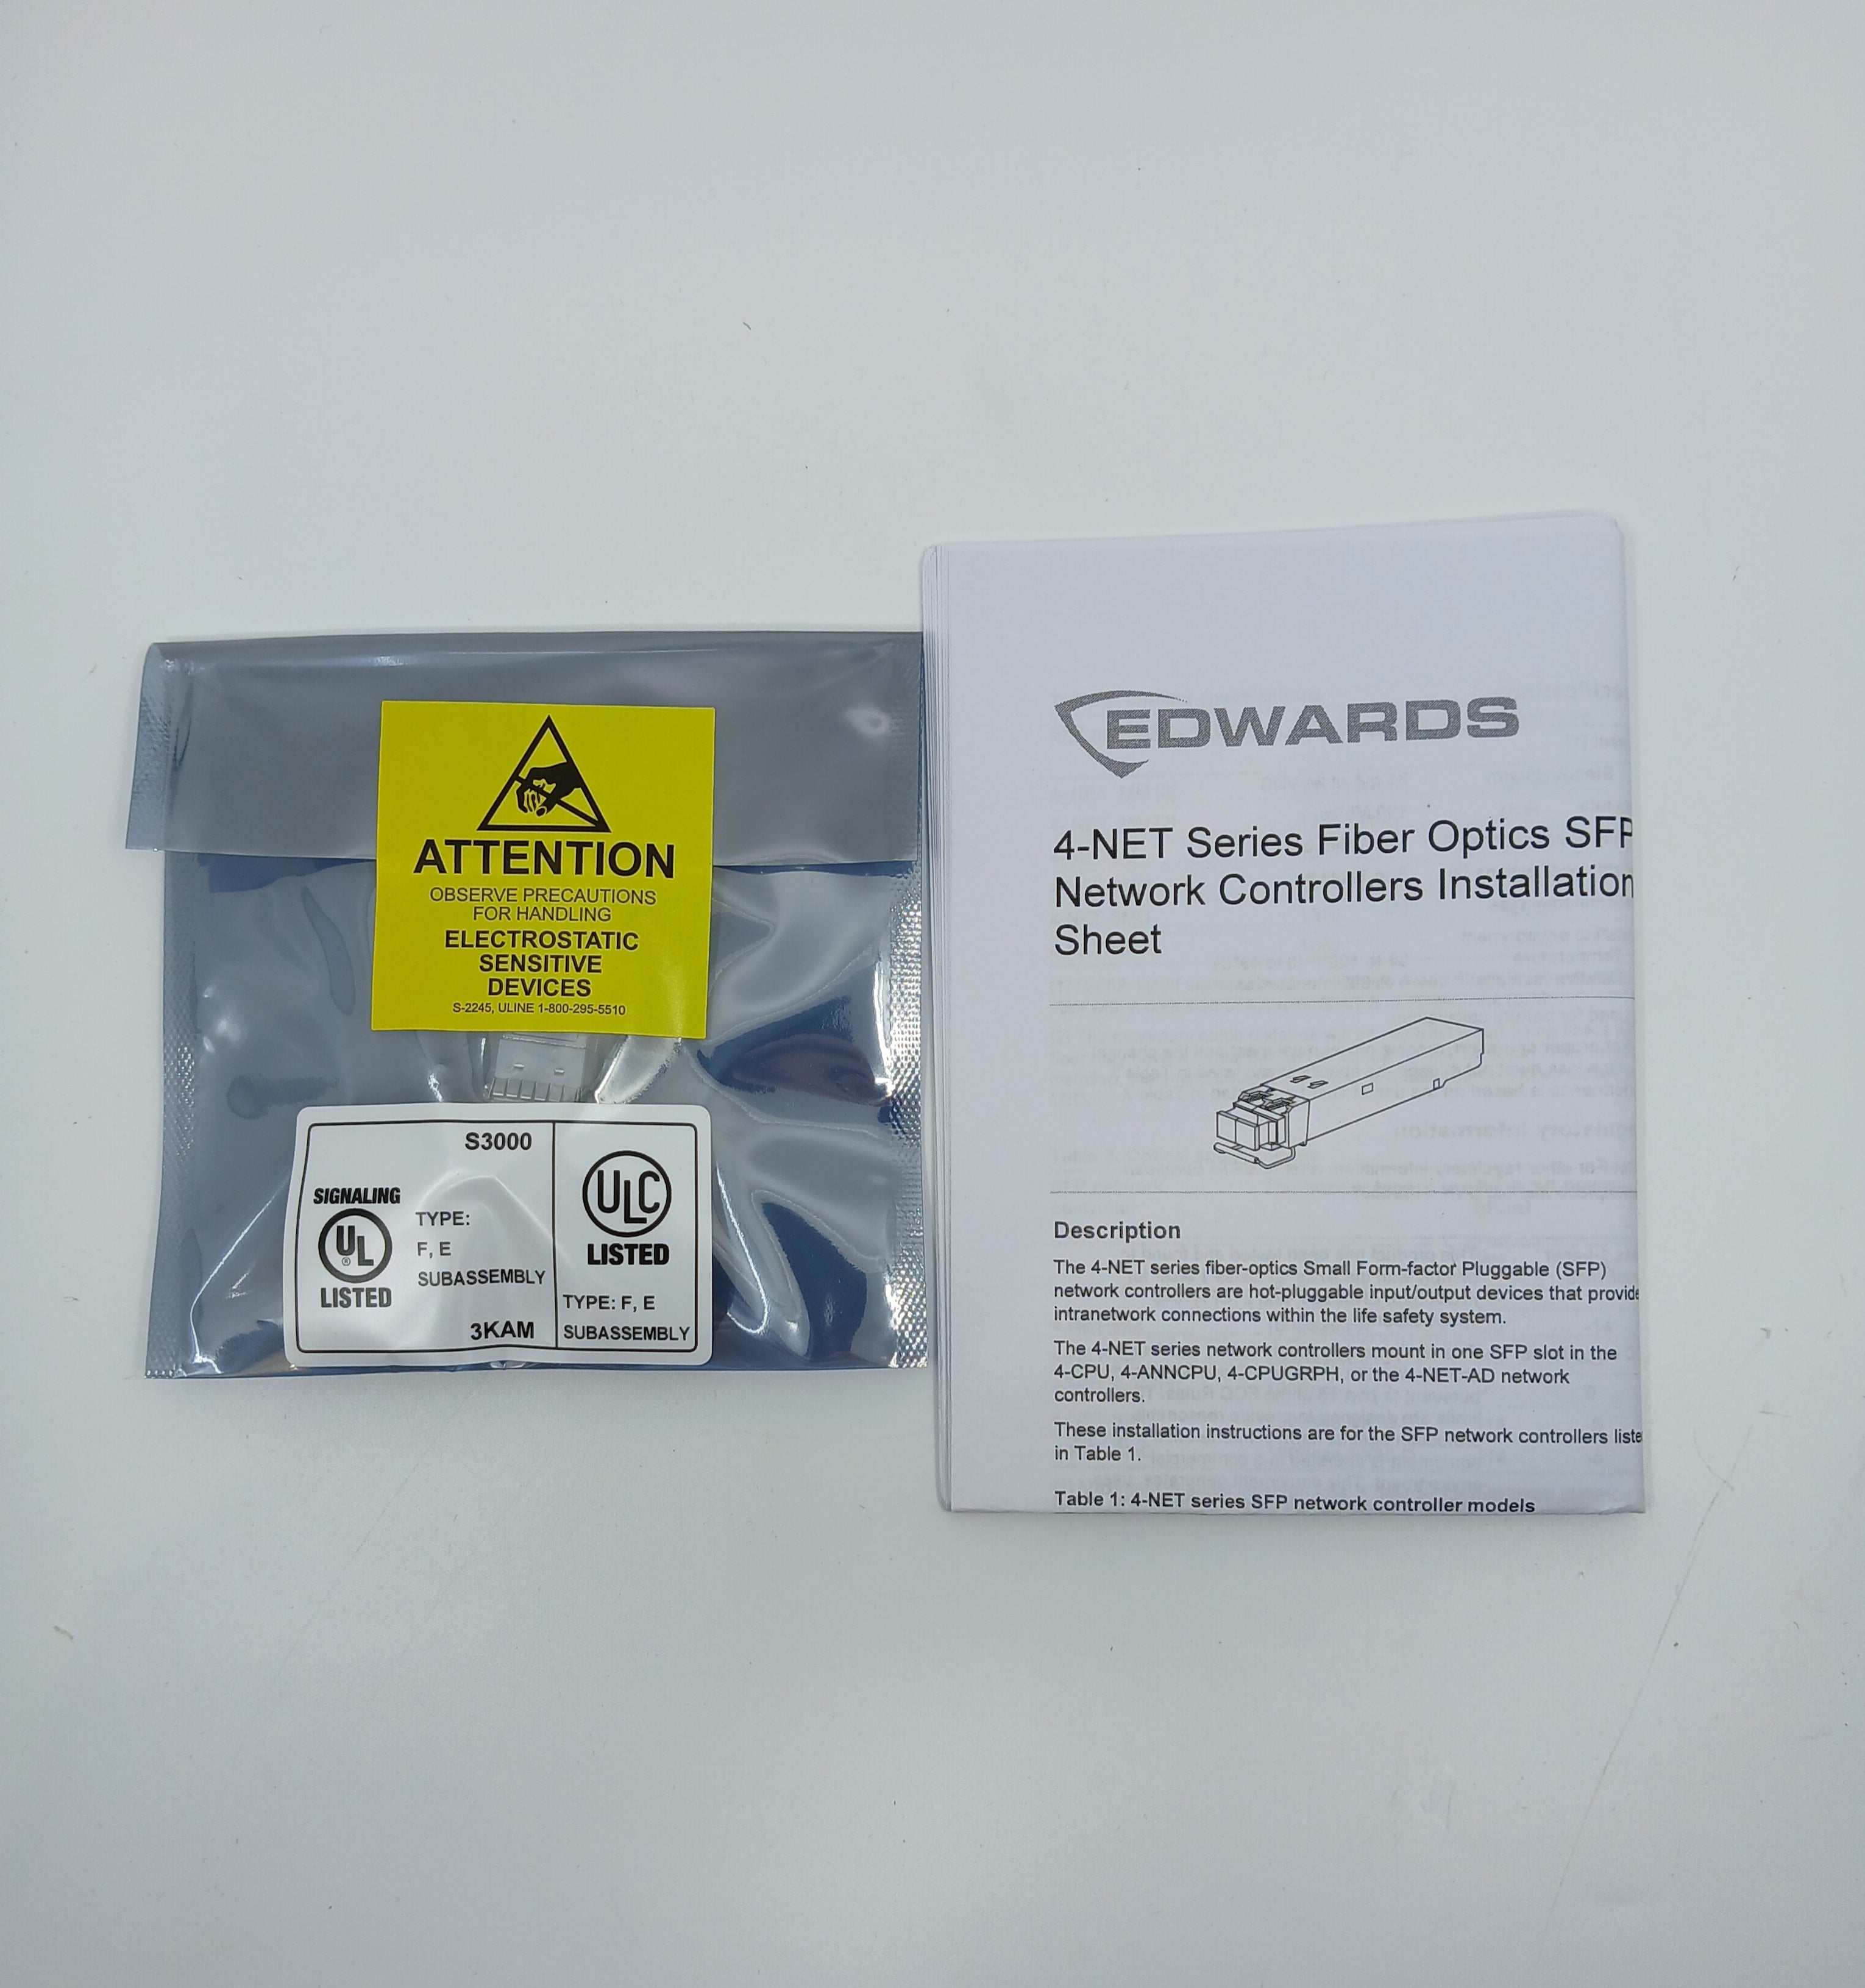 ATTENTION
OBSERVE PRECAUTIONS
FOR HANDLING
ELECTROSTATIC
SENSITIVE
DEVICES
S-2245, ULINE 1-800-295-5510
S3000
SIGNALING
UL
®
LISTED
TYPE:
F, E
SUBASSEMBLY
3KAM
ULC
LISTED
TYPE: F, E
SUBASSEMBLY
EDWARDS
4-NET Series Fiber Optics SFP
Network Controllers Installation
Sheet
Description
The 4-NET series fiber-optics Small Form-factor Pluggable (SFP)
network controllers are hot-pluggable input/output devices that provide
intranetwork connections within the life safety system.
The 4-NET series network controllers mount in one SFP slot in the
4-CPU, 4-ANNCPU, 4-CPUGRPH, or the 4-NET-AD network
controllers.
These installation instructions are for the SFP network controllers liste
in Table 1.
Table 1: 4-NET series SFP network controller models